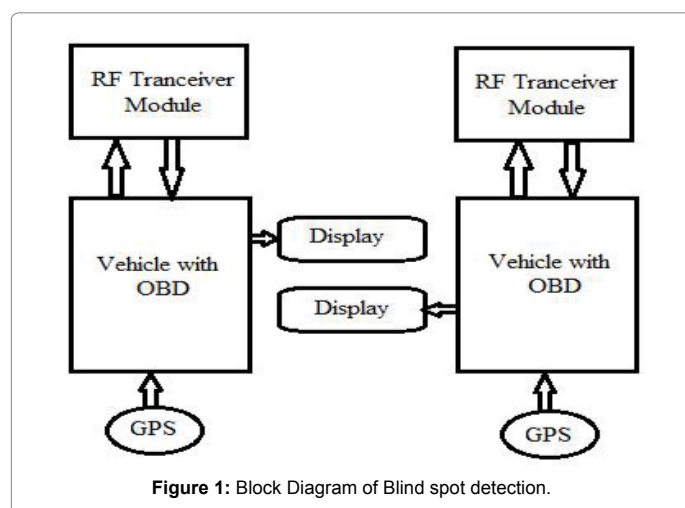 RF Tranceiver
Module
RF Tranceiver
Module
Vehicle with
OBD
Display
Display
Vehicle with
OBD
GPS
GPS
Figure 1: Block Diagram of Blind spot detection.